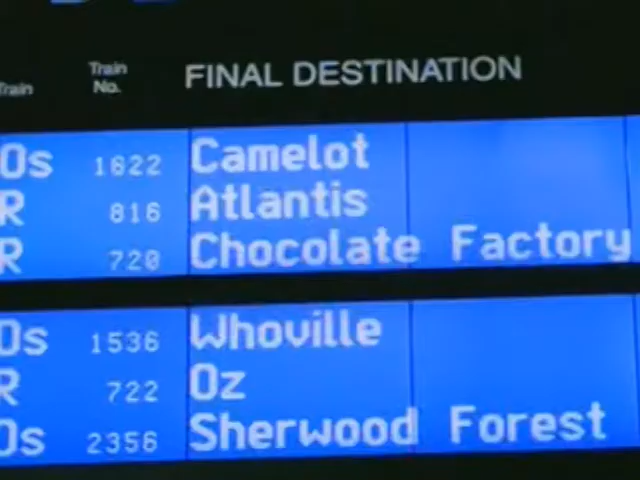 Train
Train No.
FINAL DESTINATION
Os 1622 Camelot
R 816 Atlantis
R 720 Chocolate Factory
Os 1536 Whoville
R 722 Oz
Os 2356 Sherwood Forest